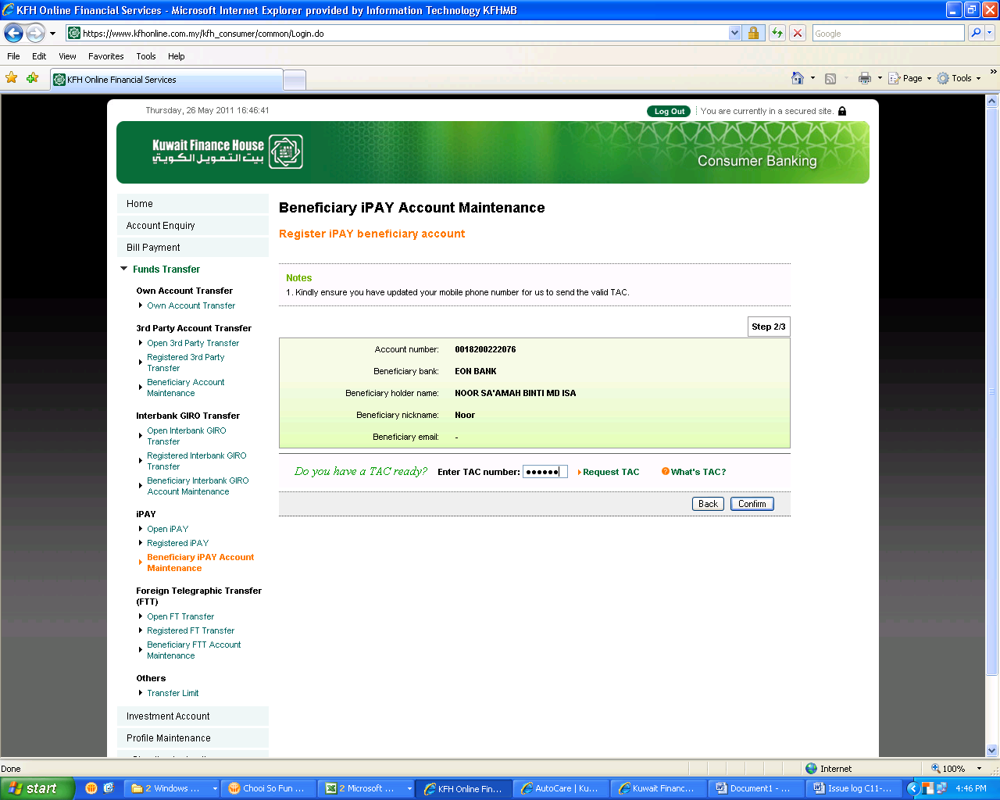 KFH Online Financial Services - Microsoft Internet Explorer provided by Information Technology KFHMB
https://www.kfhonline.com.my/kfh_consumer/common/Login.do
Google
File Edit View Favorites Tools Help
KFH Online Financial Services
Page Tools
Thursday, 26 May 2011 16:46:41
Log Out
You are currently in a secured site.
Kuwait Finance House
بيت التمويل الكويتي
Consumer Banking
Home
Account Enquiry
Bill Payment
Funds Transfer
Own Account Transfer
Own Account Transfer
3rd Party Account Transfer
Open 3rd Party Transfer
Registered 3rd Party
Transfer
Beneficiary Account
Maintenance
Interbank GIRO Transfer
Open Interbank GIRO
Transfer
Registered Interbank GIRO
Transfer
Beneficiary Interbank GIRO
Account Maintenance
iPAY
Open iPAY
Registered iPAY
Beneficiary iPAY Account
Maintenance
Foreign Telegraphic Transfer
(FTT)
Open FT Transfer
Registered FT Transfer
Beneficiary FTT Account
Maintenance
Others
Transfer Limit
Investment Account
Profile Maintenance
Beneficiary iPAY Account Maintenance
Register iPAY beneficiary account
Notes
1. Kindly ensure you have updated your mobile phone number for us to send the valid TAC.
Step 2/3
Account number: 0018200222076
Beneficiary bank: EON BANK
Beneficiary holder name: NOOR SA'AMAH BINTI MD ISA
Beneficiary nickname: Noor
Beneficiary email: -
Do you have a TAC ready? Enter TAC number: ●●●●●● Request TAC What's TAC?
Back Confirm
Done
Internet
100%
start
2 Windows ...
Chooi So Fun ...
2 Microsoft ...
KFH Online Fin...
AutoCare | Ku...
Kuwait Financ...
Document1 - ...
Issue log C11-...
4:46 PM